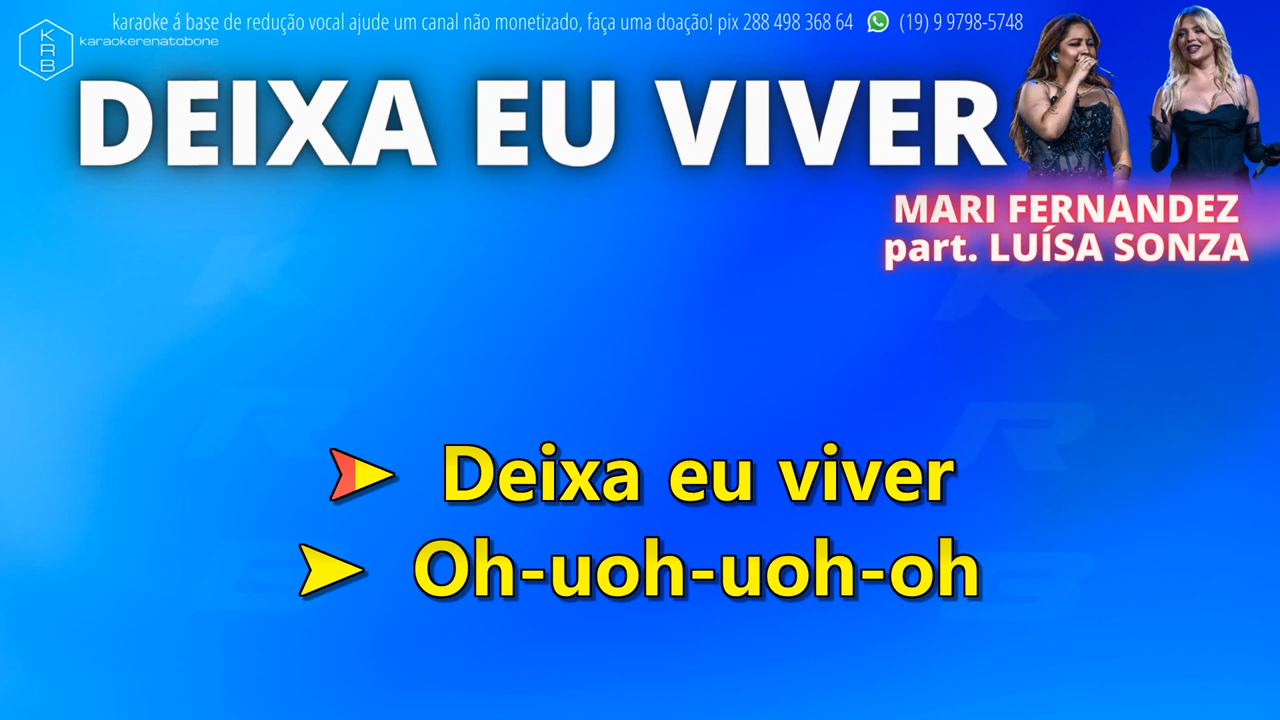 karaoke á base de redução vocal ajude um canal não monetizado, faça uma doação! pix 288 498 368 64 (19) 9 9798-5748
K
R
B
karaokerenatobone
DEIXA EU VIVER
MARI FERNANDEZ
part. LUÍSA SONZA
K K
R R
B B
➤ Deixa eu viver
➤ Oh-uoh-uoh-oh